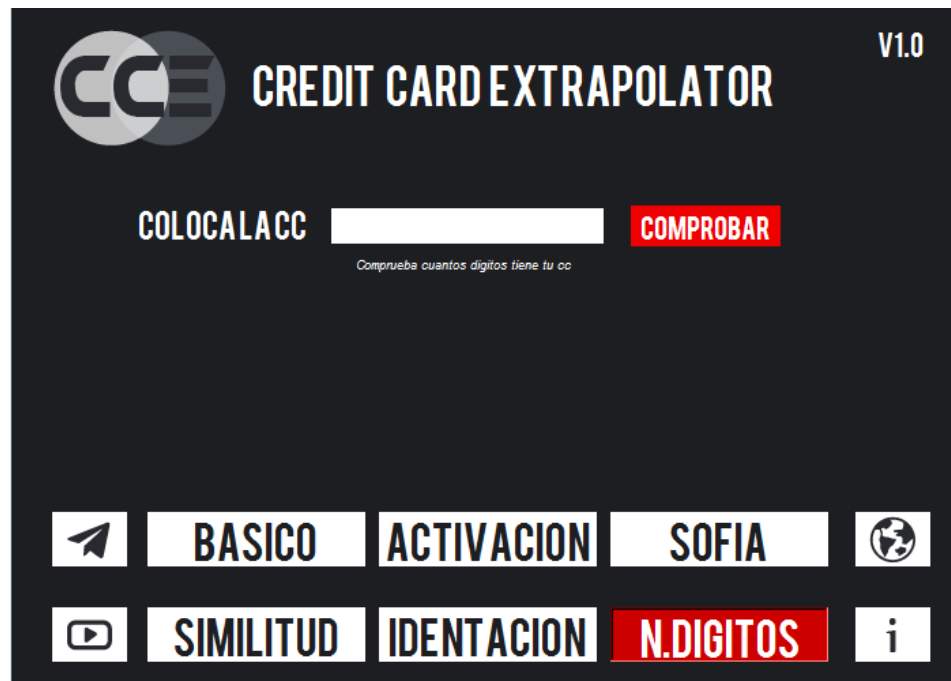 V1.0
CCE CREDIT CARD EXTRAPOLATOR
COLOCA LA CC COMPROBAR
Comprueba cuantos digitos tiene tu cc
BASICO ACTIVACION SOFIA
SIMILITUD IDENTACION N.DIGITOS i